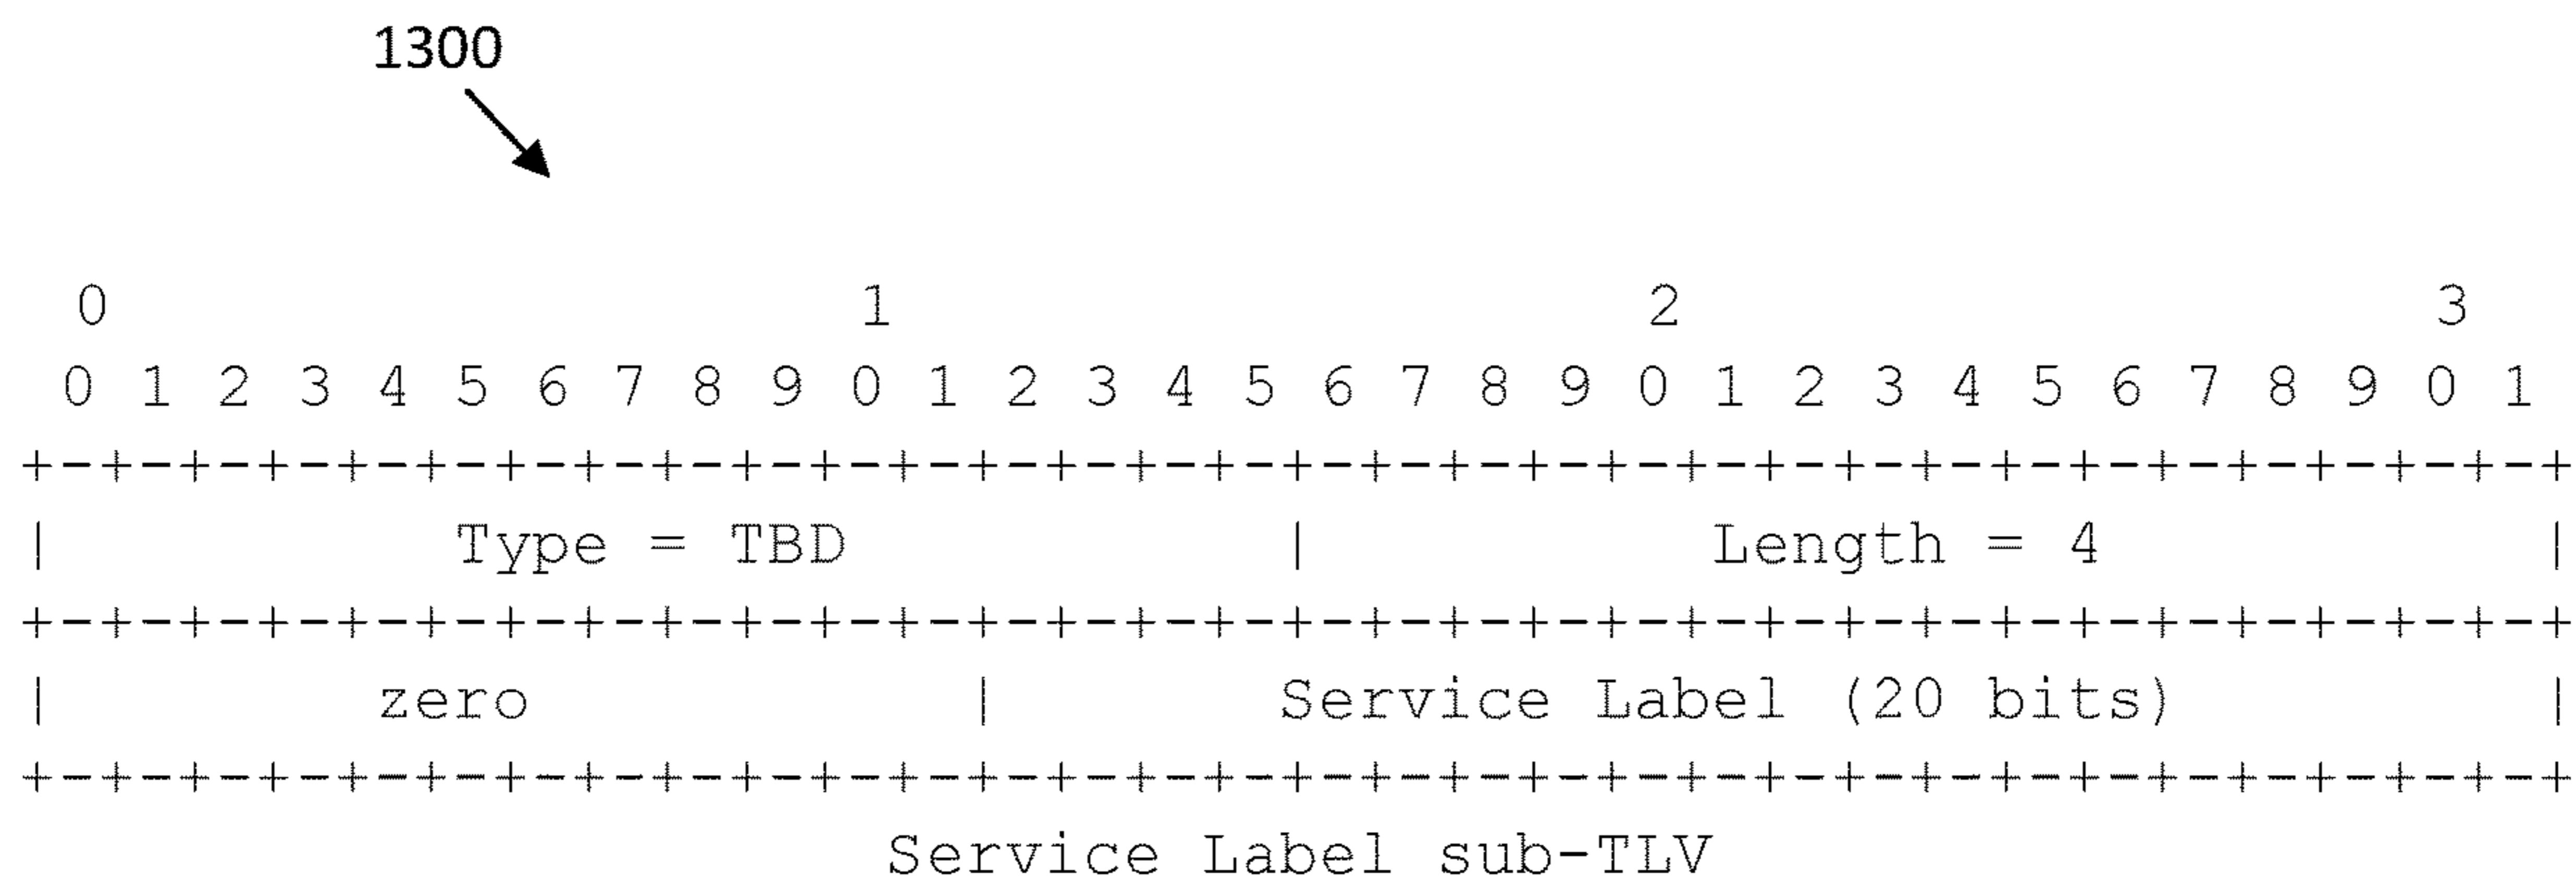 1300
0 1 2 3
0 1 2 3 4 5 6 7 8 9 0 1 2 3 4 5 6 7 8 9 0 1 2 3 4 5 6 7 8 9 0 1
+-+-+-+-+-+-+-+-+-+-+-+-+-+-+-+-+-+-+-+-+-+-+-+-+-+-+-+-+-+-+-+-+
| Type = TBD | Length = 4 |
+-+-+-+-+-+-+-+-+-+-+-+-+-+-+-+-+-+-+-+-+-+-+-+-+-+-+-+-+-+-+-+-+
| zero | Service Label (20 bits) |
+-+-+-+-+-+-+-+-+-+-+-+-+-+-+-+-+-+-+-+-+-+-+-+-+-+-+-+-+-+-+-+-+
Service Label sub-TLV